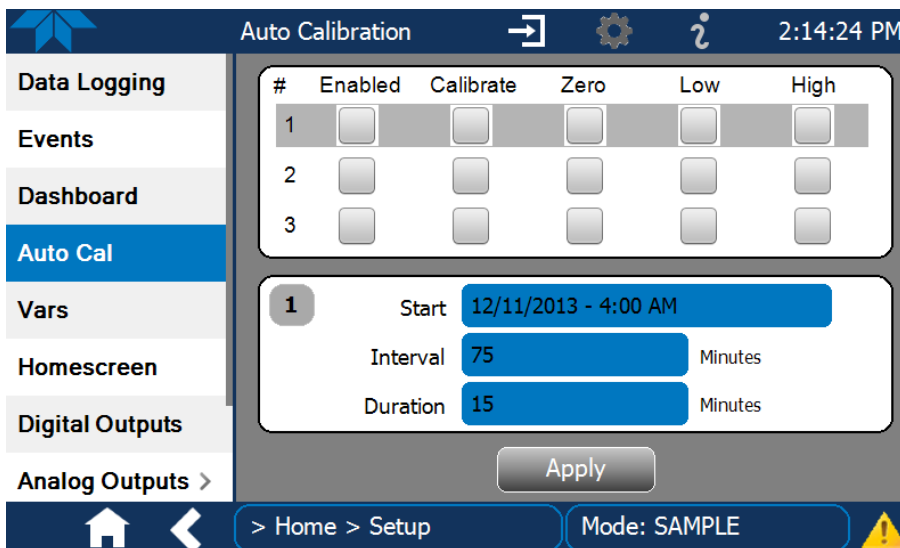 Auto Calibration
2:14:24 PM
Data Logging
Events
Dashboard
Auto Cal
Vars
Homescreen
Digital Outputs
Analog Outputs >
# Enabled Calibrate Zero Low High
1
2
3
1
Start 12/11/2013 - 4:00 AM
Interval 75 Minutes
Duration 15 Minutes
Apply
> Home > Setup
Mode: SAMPLE